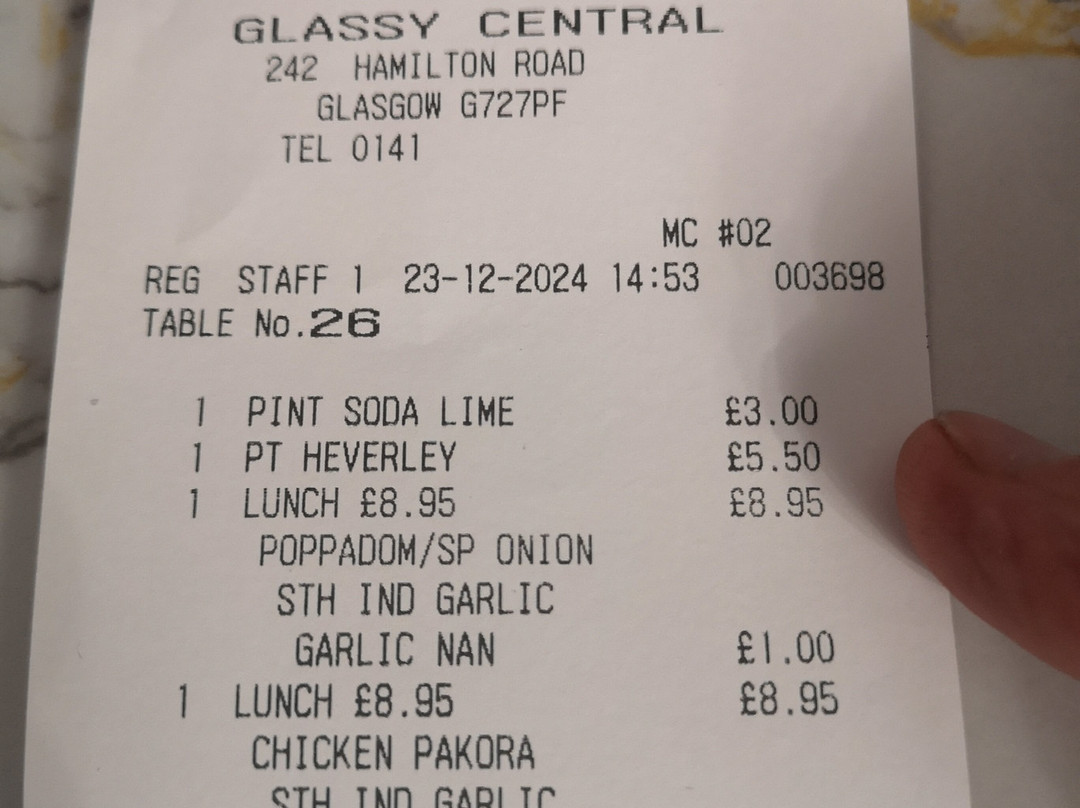 GLASSY CENTRAL
242 HAMILTON ROAD
GLASGOW G727PF
TEL 0141
MC #02
REG STAFF 1 23-12-2024 14:53 003698
TABLE No.26
1 PINT SODA LIME £3.00
1 PT HEVERLEY £5.50
1 LUNCH £8.95 £8.95
POPPADOM/SP ONION
STH IND GARLIC
GARLIC NAN £1.00
1 LUNCH £8.95 £8.95
CHICKEN PAKORA
STH IND GARLIC